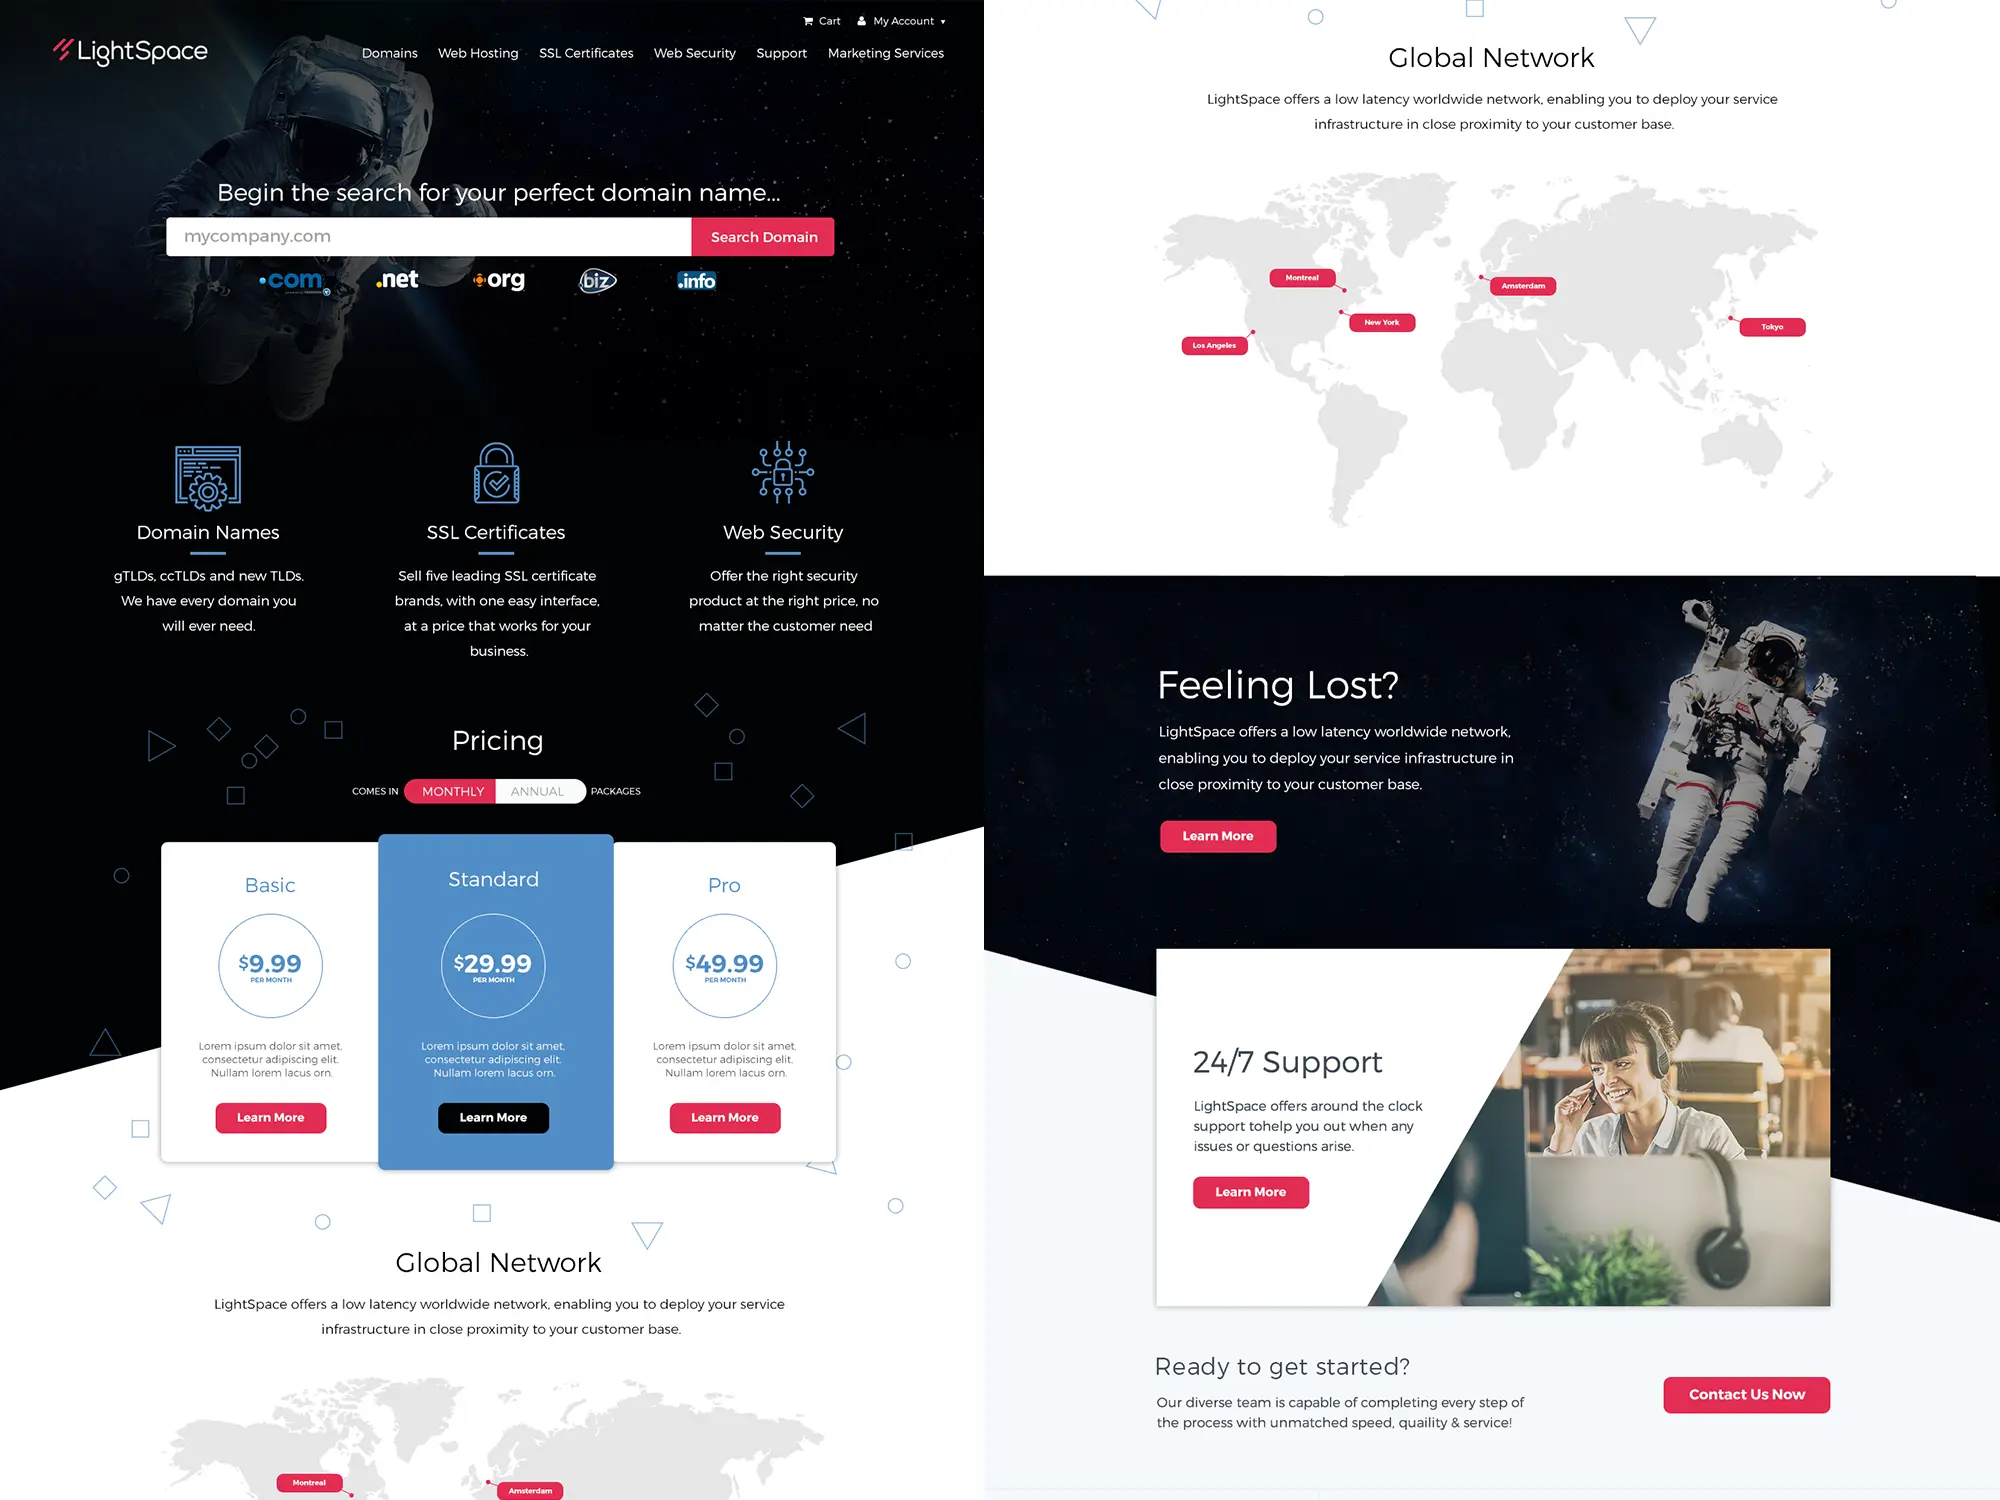 Cart My Account
LightSpace
Domains Web Hosting SSL Certificates Web Security Support Marketing Services
Begin the search for your perfect domain name...
mycompany.com Search Domain
.com .net .org .biz .info
Domain Names
gTLDs, ccTLDs and new TLDs.
We have every domain you
will ever need.
SSL Certificates
Sell five leading SSL certificate
brands, with one easy interface,
at a price that works for your
business.
Web Security
Offer the right security
product at the right price, no
matter the customer need
Pricing
COMES IN MONTHLY ANNUAL PACKAGES
Basic
$9.99
PER MONTH
Lorem ipsum dolor sit amet,
consectetur adipiscing elit.
Nullam lorem lacus orn.
Learn More
Standard
$29.99
PER MONTH
Lorem ipsum dolor sit amet,
consectetur adipiscing elit.
Nullam lorem lacus orn.
Learn More
Pro
$49.99
PER MONTH
Lorem ipsum dolor sit amet,
consectetur adipiscing elit.
Nullam lorem lacus orn.
Learn More
Global Network
LightSpace offers a low latency worldwide network, enabling you to deploy your service
infrastructure in close proximity to your customer base.
Montreal
Amsterdam
Global Network
LightSpace offers a low latency worldwide network, enabling you to deploy your service
infrastructure in close proximity to your customer base.
Montreal
Amsterdam
New York
Tokyo
Los Angeles
Feeling Lost?
LightSpace offers a low latency worldwide network,
enabling you to deploy your service infrastructure in
close proximity to your customer base.
Learn More
24/7 Support
LightSpace offers around the clock
support tohelp you out when any
issues or questions arise.
Learn More
Ready to get started?
Our diverse team is capable of completing every step of
the process with unmatched speed, quaility & service!
Contact Us Now